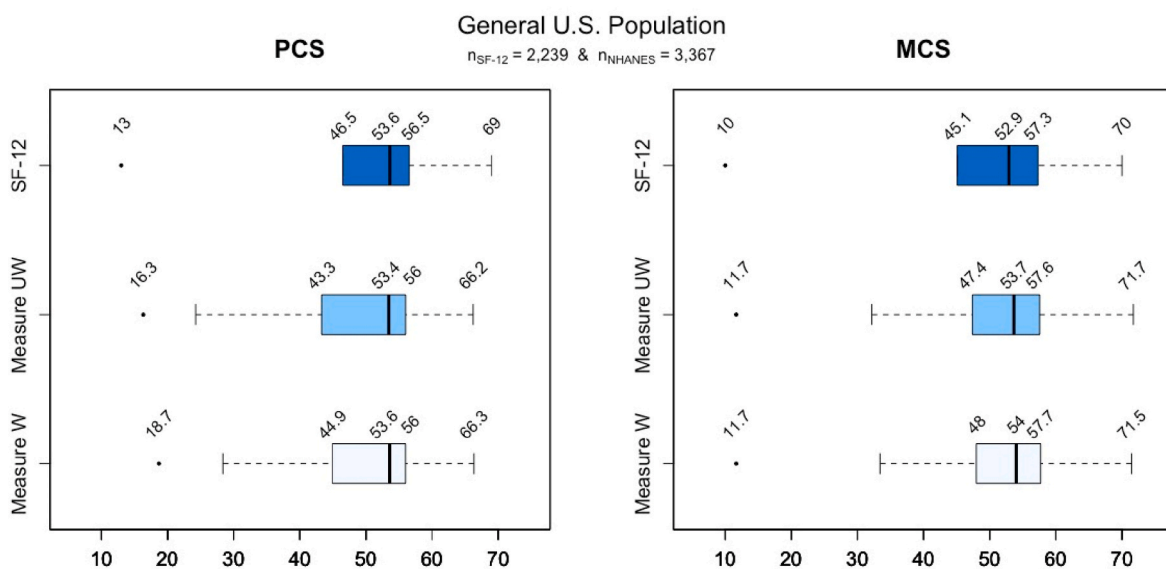 General U.S. Population
PCS
nSF-12 = 2,239 & nNHANES = 3,367
MCS
SF-12
13
46.5
53.6
56.5
69
Measure UW
16.3
43.3
53.4
56
66.2
Measure W
18.7
44.9
53.6
56
66.3
10 20 30 40 50 60 70
SF-12
10
45.1
52.9
57.3
70
Measure UW
11.7
47.4
53.7
57.6
71.7
Measure W
11.7
48
54
57.7
71.5
10 20 30 40 50 60 70